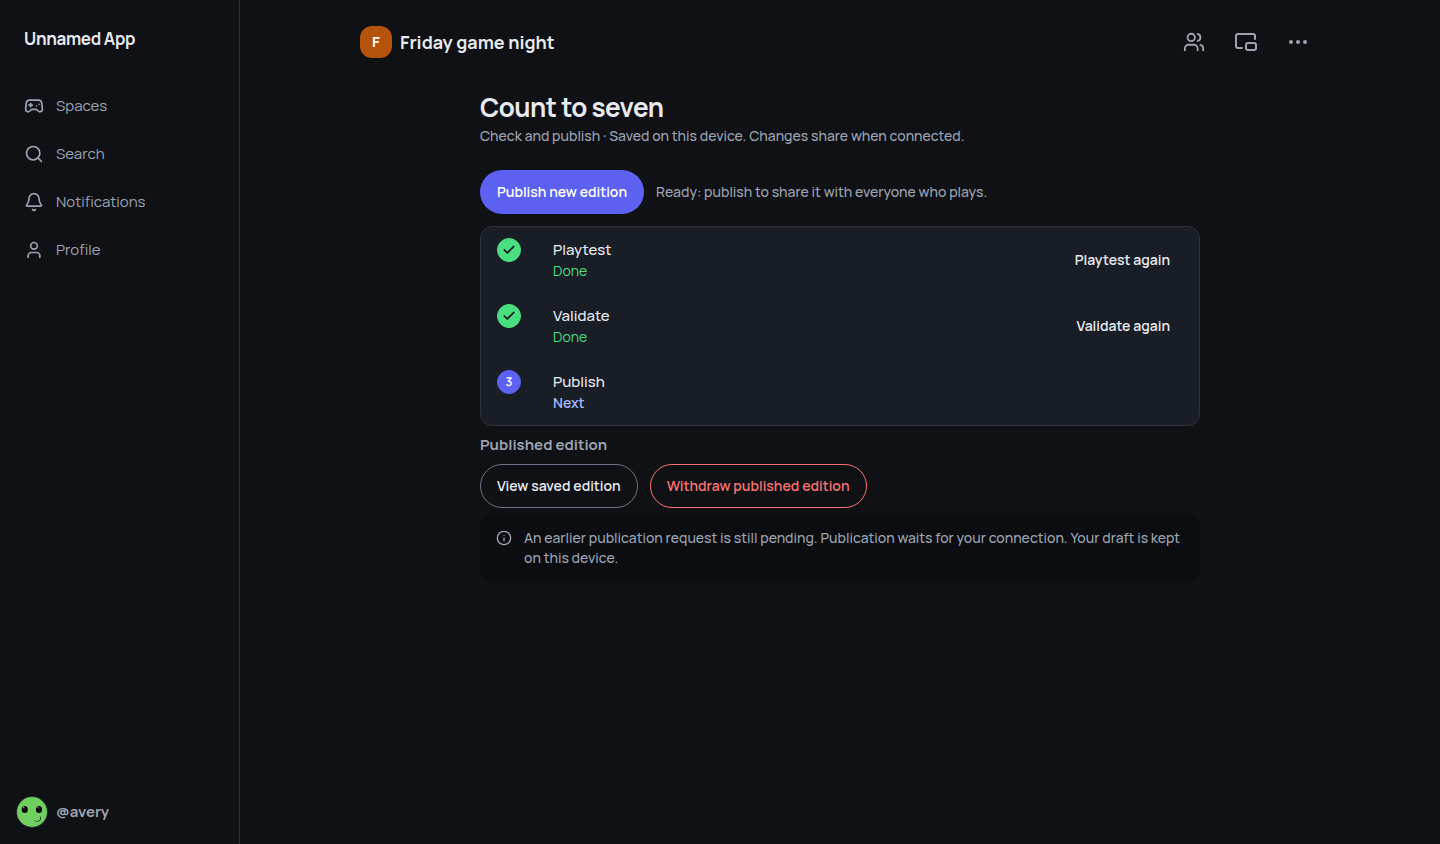 Unnamed App
Spaces
Search
Notifications
Profile
@avery
F
Friday game night
Count to seven
Check and publish · Saved on this device. Changes share when connected.
Publish new edition
Ready: publish to share it with everyone who plays.
Playtest
Done
Playtest again
Validate
Done
Validate again
3
Publish
Next
Published edition
View saved edition
Withdraw published edition
An earlier publication request is still pending. Publication waits for your connection. Your draft is kept
on this device.